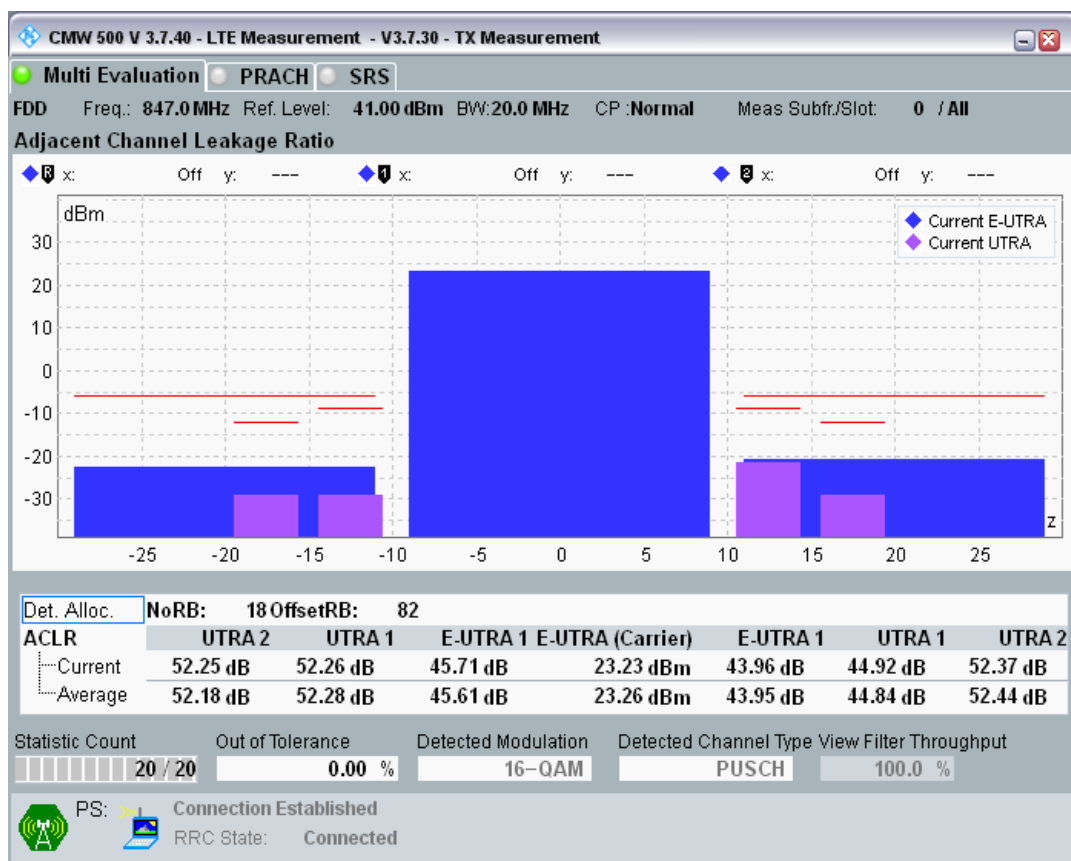 CMW 500 V 3.7.40 - LTE Measurement - V3.7.30 - TX Measurement
Multi Evaluation PRACH SRS
FDD Freq.: 847.0 MHz Ref. Level: 41.00 dBm BW:20.0 MHz CP :Normal Meas Subfr./Slot: 0 / All
Adjacent Channel Leakage Ratio
R x: Off y: --- 1 x: Off y: --- 2 x: Off y: ---
dBm
Current E-UTRA
Current UTRA
30
20
10
0
-10
-20
-30
z
-25 -20 -15 -10 -5 0 5 10 15 20 25
Det. Alloc. NoRB: 18 OffsetRB: 82
ACLR UTRA 2 UTRA 1 E-UTRA 1 E-UTRA (Carrier) E-UTRA 1 UTRA 1 UTRA 2
Current 52.25 dB 52.26 dB 45.71 dB 23.23 dBm 43.96 dB 44.92 dB 52.37 dB
Average 52.18 dB 52.28 dB 45.61 dB 23.26 dBm 43.95 dB 44.84 dB 52.44 dB
Statistic Count Out of Tolerance Detected Modulation Detected Channel Type View Filter Throughput
20 / 20 0.00 % 16-QAM PUSCH 100.0 %
PS: Connection Established
RRC State: Connected